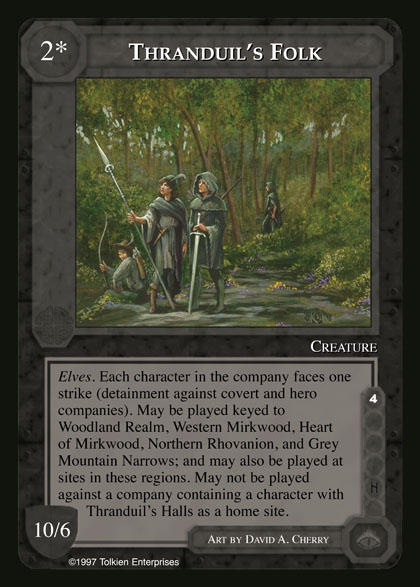 2*
THRANDUIL'S FOLK
CREATURE
Elves. Each character in the company faces one
strike (detainment against covert and hero
companies). May be played keyed to
Woodland Realm, Western Mirkwood, Heart
of Mirkwood, Northern Rhovanion, and Grey
Mountain Narrows; and may also be played at
sites in these regions. May not be played
against a company containing a character with
Thranduil's Halls as a home site.
4
10/6
ART BY DAVID A. CHERRY
©1997 Tolkien Enterprises